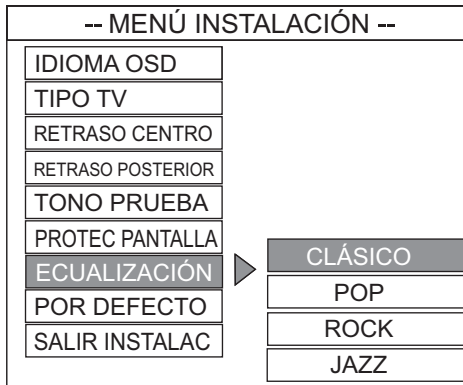 -- MENÚ INSTALACIÓN --
IDIOMA OSD
TIPO TV
RETRASO CENTRO
RETRASO POSTERIOR
TONO PRUEBA
PROTEC PANTALLA
ECUALIZACIÓN
POR DEFECTO
SALIR INSTALAC
CLÁSICO
POP
ROCK
JAZZ